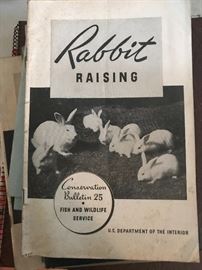 Rabbit
RAISING
Conservation
Bulletin 25
FISH AND WILDLIFE
SERVICE
U.S. DEPARTMENT OF THE INTERIOR